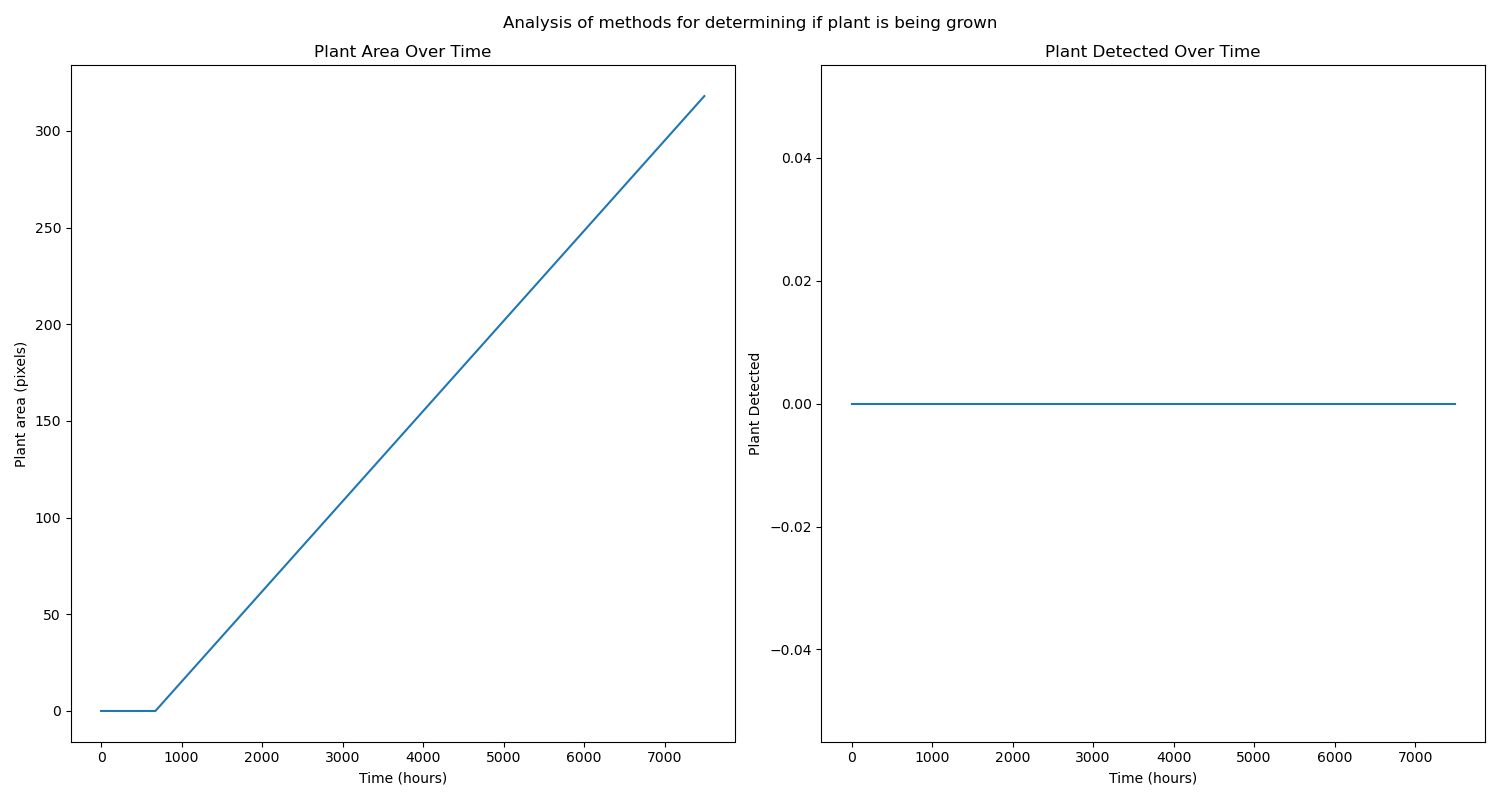 Analysis of methods for determining if plant is being grown
Plant Area Over Time
Plant area (pixels)
300
250
200
150
100
50
0
0 1000 2000 3000 4000 5000 6000 7000
Time (hours)
Plant Detected Over Time
Plant Detected
0.04
0.02
0.00
−0.02
−0.04
0 1000 2000 3000 4000 5000 6000 7000
Time (hours)